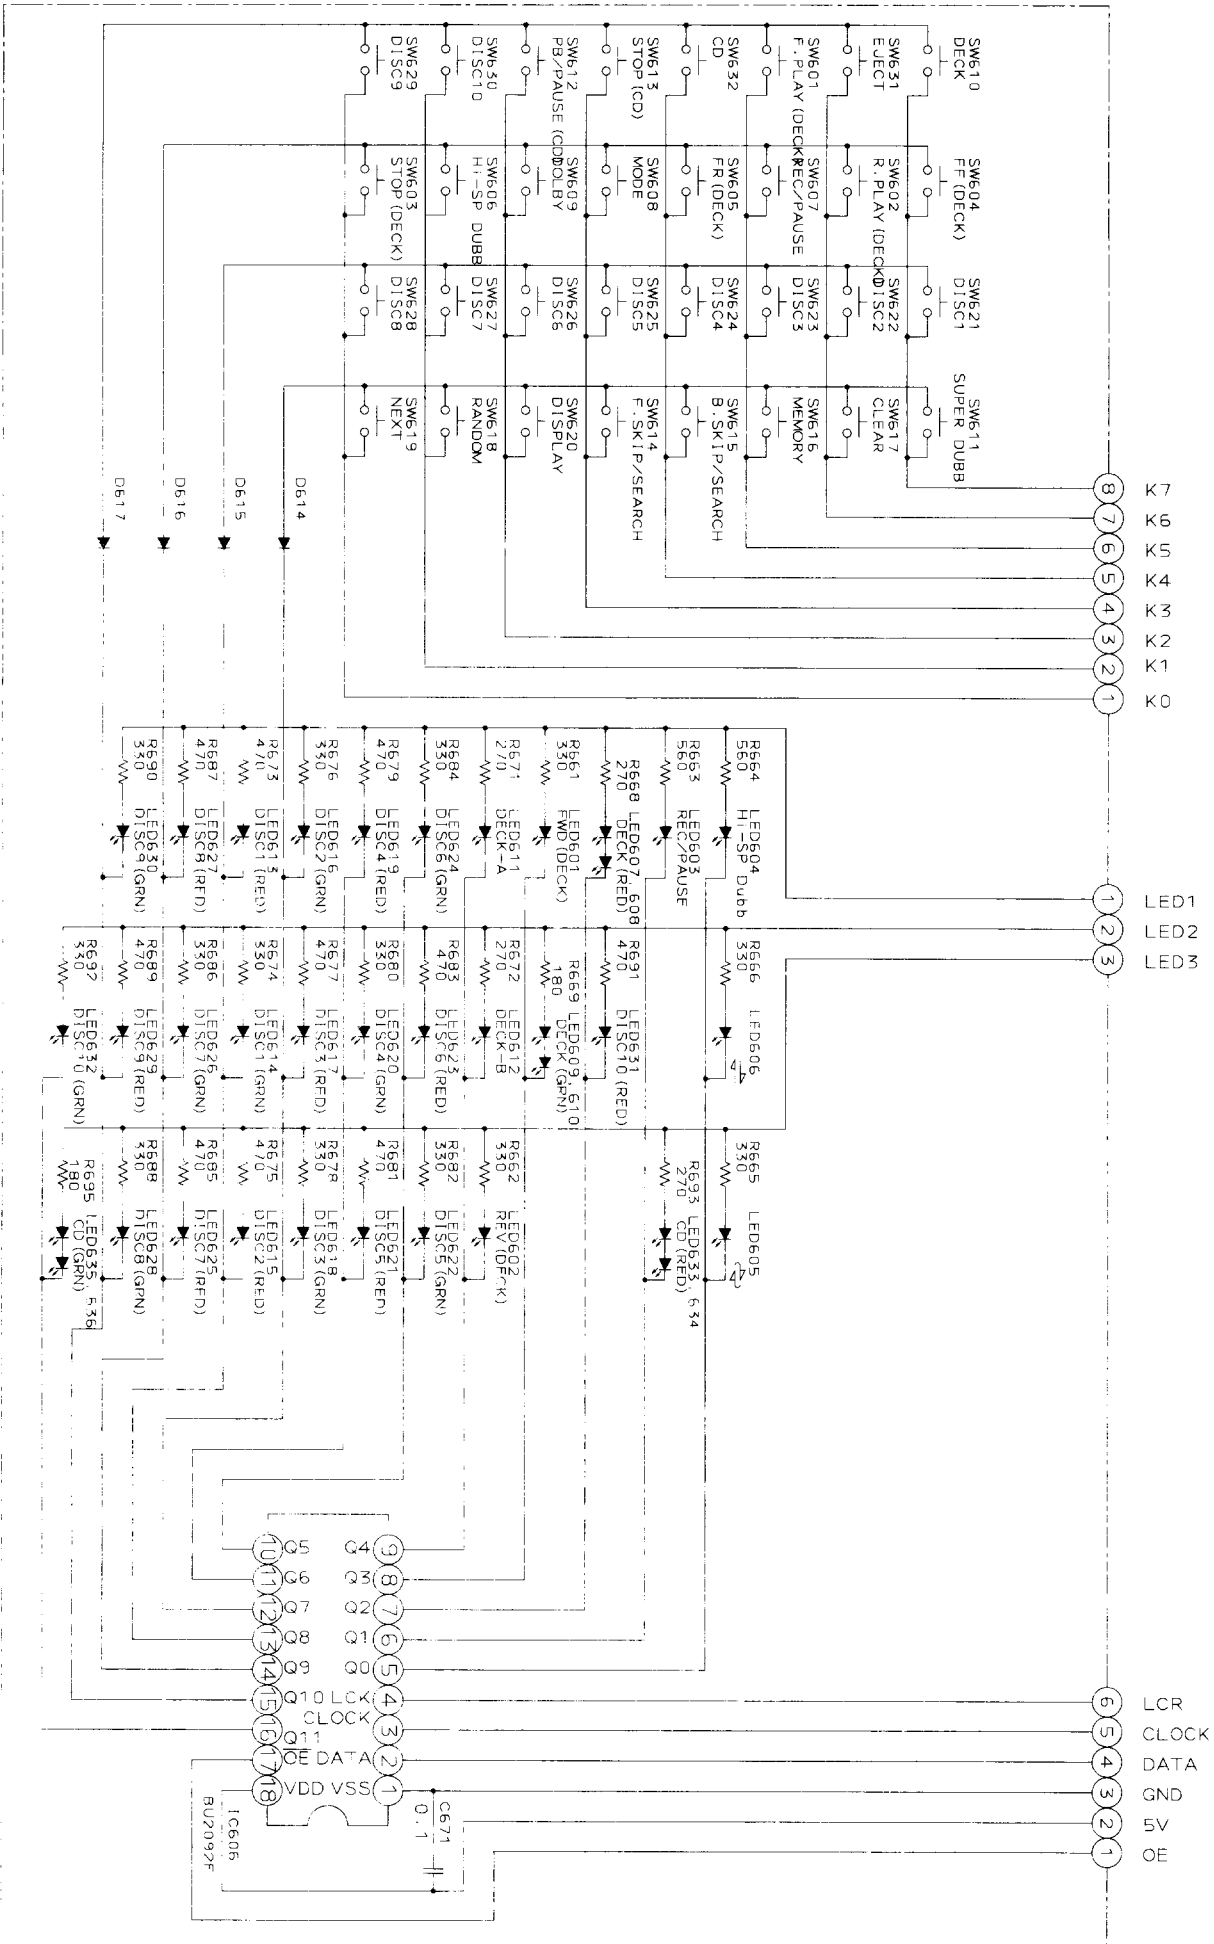 SW610
DECK
SW631
EJECT
SW601
F.PLAY (DECK)
SW632
CD
SW613
STOP (CD)
SW612
PB/PAUSE (CD)
SW630
DISC10
SW629
DISC9
SW604
FF (DECK)
SW602
R.PLAY (DECK)
SW607
REC/PAUSE
SW605
FR (DECK)
SW608
MODE
SW609
DOLBY
SW606
Hi-SP DUBB
SW603
STOP (DECK)
SW621
DISC1
SW622
DISC2
SW623
DISC3
SW624
DISC4
SW625
DISC5
SW626
DISC6
SW627
DISC7
SW628
DISC8
SW611
SUPER DUBB
SW617
CLEAR
SW616
MEMORY
SW615
B.SKIP/SEARCH
SW614
F.SKIP/SEARCH
SW620
DISPLAY
SW618
RANDOM
SW619
NEXT
D617
D616
D615
D614
8 K7
7 K6
6 K5
5 K4
4 K3
3 K2
2 K1
1 K0
R664 LED604
560 Hi-SP Dubb
R663 LED603
560 REC/PAUSE
R668 LED607, 608
270 DECK (RED)
R661 LED601
330 FWD (DECK)
R671 LED611
270 DECK-A
R684 LED624
330 DISC6 (GRN)
R679 LED619
470 DISC4 (RED)
R676 LED616
330 DISC2 (GRN)
R673 LED613
470 DISC1 (RED)
R687 LED627
470 DISC8 (RED)
R690 LED630
330 DISC9 (GRN)
1 LED1
2 LED2
3 LED3
R666 LED606
330
R691 LED631
470 DISC10 (RED)
R669 LED609, 610
180 DECK (GRN)
R672 LED612
270 DECK-B
R683 LED623
470 DISC6 (RED)
R680 LED620
330 DISC4 (GRN)
R677 LED617
470 DISC3 (RED)
R674 LED614
330 DISC1 (GRN)
R686 LED626
330 DISC7 (GRN)
R689 LED629
470 DISC9 (RED)
R692 LED632
330 DISC10 (GRN)
R665 LED605
330
R693 LED633, 634
270 CD (RED)
R662 LED602
330 REV (DECK)
R682 LED622
330 DISC5 (GRN)
R681 LED621
470 DISC5 (RED)
R678 LED618
330 DISC3 (GRN)
R675 LED615
470 DISC2 (RED)
R685 LED625
470 DISC7 (RED)
R688 LED628
330 DISC8 (GRN)
R695 LED635, 636
180 CD (GRN)
10 Q5 Q4 9
11 Q6 Q3 8
12 Q7 Q2 7
13 Q8 Q1 6
14 Q9 Q0 5
15 Q10 LCK 4
CLOCK 3
16 Q11
17 OE DATA 2
18 VDD VSS 1
IC606
BU2092F
C671
0.1
6 LCR
5 CLOCK
4 DATA
3 GND
2 5V
1 OE